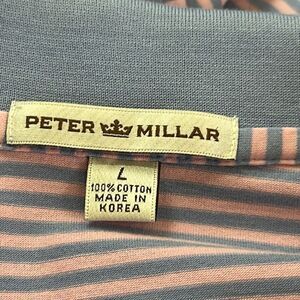 PETER MILLAR
L
100% COTTON
MADE IN
KOREA